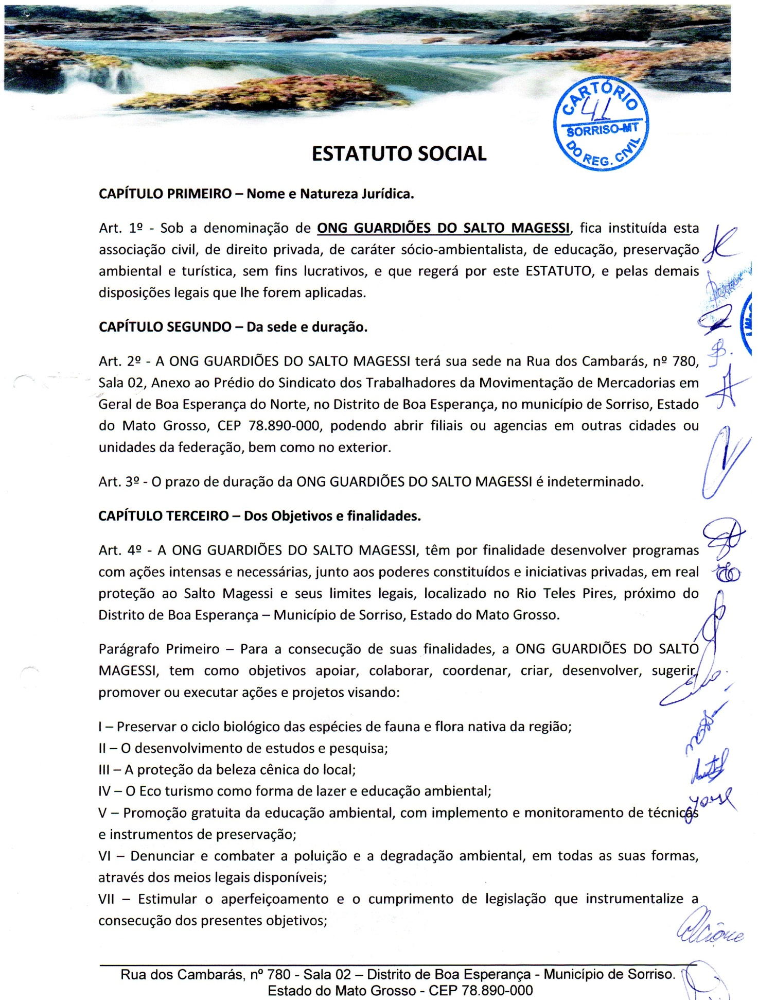 CARTÓRIO
41
SORRISO-MT
DO REG. CIVIL
ESTATUTO SOCIAL
CAPÍTULO PRIMEIRO – Nome e Natureza Jurídica.
Art. 1º - Sob a denominação de ONG GUARDIÕES DO SALTO MAGESSI, fica instituída esta
associação civil, de direito privada, de caráter sócio-ambientalista, de educação, preservação
ambiental e turística, sem fins lucrativos, e que regerá por este ESTATUTO, e pelas demais
disposições legais que lhe forem aplicadas.
CAPÍTULO SEGUNDO – Da sede e duração.
Art. 2º - A ONG GUARDIÕES DO SALTO MAGESSI terá sua sede na Rua dos Cambarás, nº 780,
Sala 02, Anexo ao Prédio do Sindicato dos Trabalhadores da Movimentação de Mercadorias em
Geral de Boa Esperança do Norte, no Distrito de Boa Esperança, no município de Sorriso, Estado
do Mato Grosso, CEP 78.890-000, podendo abrir filiais ou agencias em outras cidades ou
unidades da federação, bem como no exterior.
Art. 3º - O prazo de duração da ONG GUARDIÕES DO SALTO MAGESSI é indeterminado.
CAPÍTULO TERCEIRO – Dos Objetivos e finalidades.
Art. 4º - A ONG GUARDIÕES DO SALTO MAGESSI, têm por finalidade desenvolver programas
com ações intensas e necessárias, junto aos poderes constituídos e iniciativas privadas, em real
proteção ao Salto Magessi e seus limites legais, localizado no Rio Teles Pires, próximo do
Distrito de Boa Esperança – Município de Sorriso, Estado do Mato Grosso.
Parágrafo Primeiro – Para a consecução de suas finalidades, a ONG GUARDIÕES DO SALTO
MAGESSI, tem como objetivos apoiar, colaborar, coordenar, criar, desenvolver, sugerir,
promover ou executar ações e projetos visando:
I – Preservar o ciclo biológico das espécies de fauna e flora nativa da região;
II – O desenvolvimento de estudos e pesquisa;
III – A proteção da beleza cênica do local;
IV – O Eco turismo como forma de lazer e educação ambiental;
V – Promoção gratuita da educação ambiental, com implemento e monitoramento de técnicas
e instrumentos de preservação;
VI – Denunciar e combater a poluição e a degradação ambiental, em todas as suas formas,
através dos meios legais disponíveis;
VII – Estimular o aperfeiçoamento e o cumprimento de legislação que instrumentalize a
consecução dos presentes objetivos;
Rua dos Cambarás, nº 780 - Sala 02 – Distrito de Boa Esperança - Município de Sorriso.
Estado do Mato Grosso - CEP 78.890-000